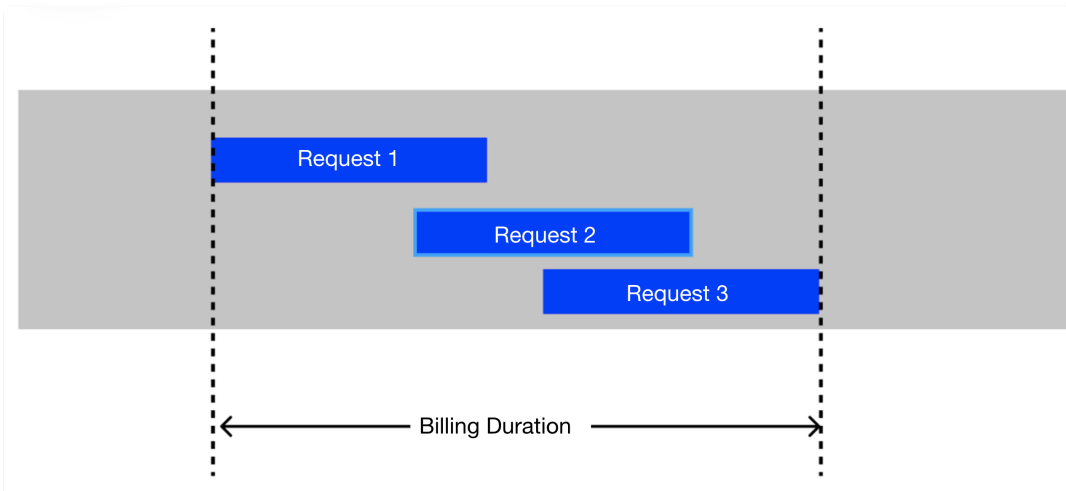 Request 1
Request 2
Request 3
Billing Duration